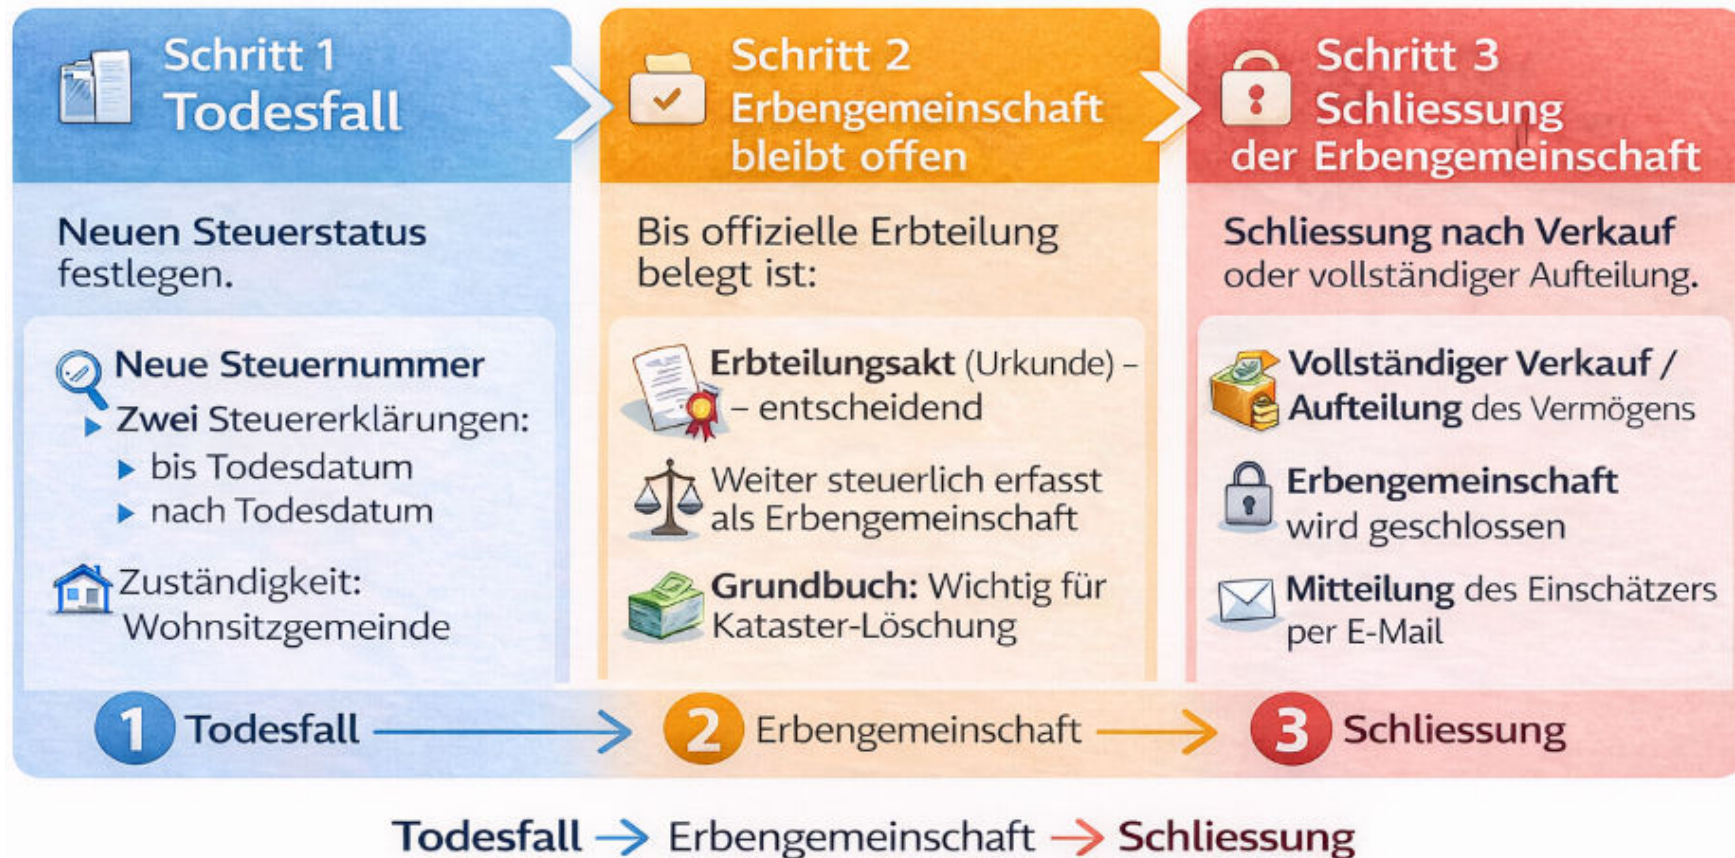 Schritt 1
Todesfall
Neuen Steuerstatus
festlegen.
Neue Steuernummer
Zwei Steuererklärungen:
bis Todesdatum
nach Todesdatum
Zuständigkeit:
Wohnsitzgemeinde
Schritt 2
Erbengemeinschaft
bleibt offen
Bis offizielle Erbteilung
belegt ist:
Erbteilungsakt (Urkunde) –
– entscheidend
Weiter steuerlich erfasst
als Erbengemeinschaft
Grundbuch: Wichtig für
Kataster-Löschung
Schritt 3
Schliessung
der Erbengemeinschaft
Schliessung nach Verkauf
oder vollständiger Aufteilung.
Vollständiger Verkauf /
Aufteilung des Vermögens
Erbengemeinschaft
wird geschlossen
Mitteilung des Einschätzers
per E-Mail
1 Todesfall → 2 Erbengemeinschaft → 3 Schliessung
Todesfall → Erbengemeinschaft → Schliessung